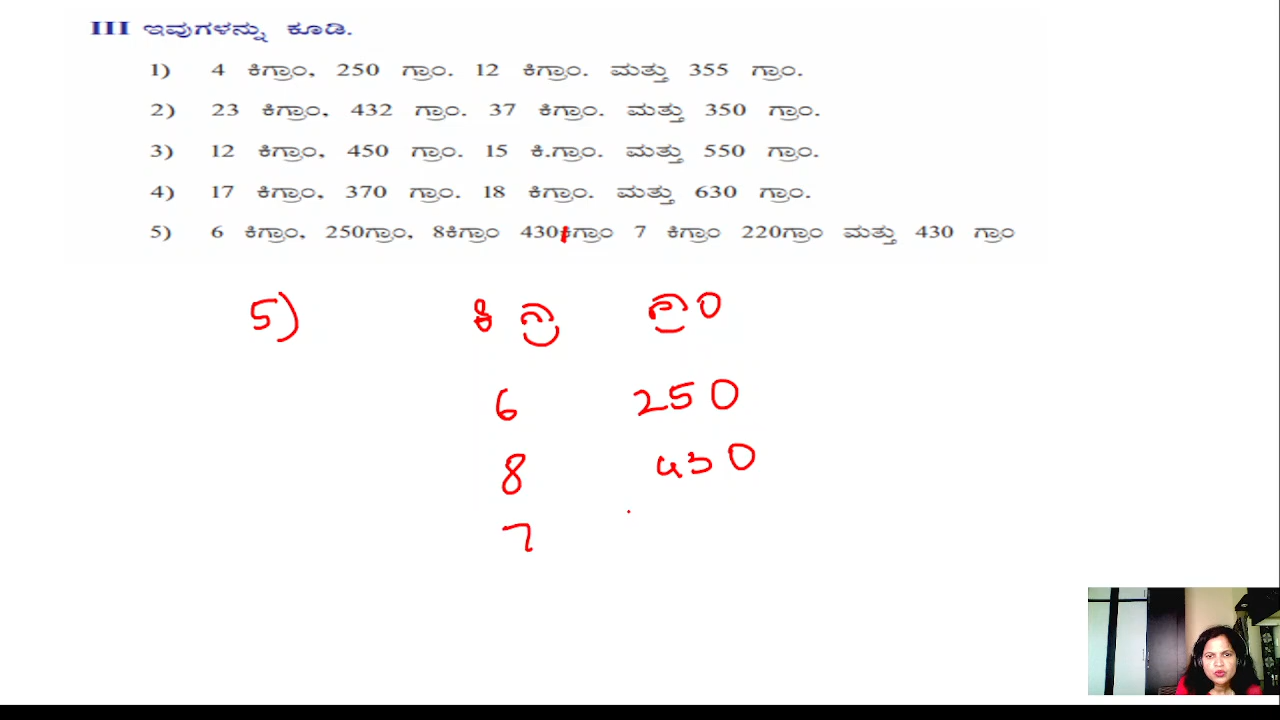 III ಇವುಗಳನ್ನು ಕೂಡಿ.
1) 4 ಕಿಗ್ರಾಂ, 250 ಗ್ರಾಂ. 12 ಕಿಗ್ರಾಂ. ಮತ್ತು 355 ಗ್ರಾಂ.
2) 23 ಕಿಗ್ರಾಂ, 432 ಗ್ರಾಂ. 37 ಕಿಗ್ರಾಂ. ಮತ್ತು 350 ಗ್ರಾಂ.
3) 12 ಕಿಗ್ರಾಂ, 450 ಗ್ರಾಂ. 15 ಕಿ.ಗ್ರಾಂ. ಮತ್ತು 550 ಗ್ರಾಂ.
4) 17 ಕಿಗ್ರಾಂ, 370 ಗ್ರಾಂ. 18 ಕಿಗ್ರಾಂ. ಮತ್ತು 630 ಗ್ರಾಂ.
5) 6 ಕಿಗ್ರಾಂ, 250ಗ್ರಾಂ, 8ಕಿಗ್ರಾಂ 430ಕಿಗ್ರಾಂ 7 ಕಿಗ್ರಾಂ 220ಗ್ರಾಂ ಮತ್ತು 430 ಗ್ರಾಂ
5) ಕಿ ಗ್ರಾ ಗ್ರಾಂ
6 250
8 430
7